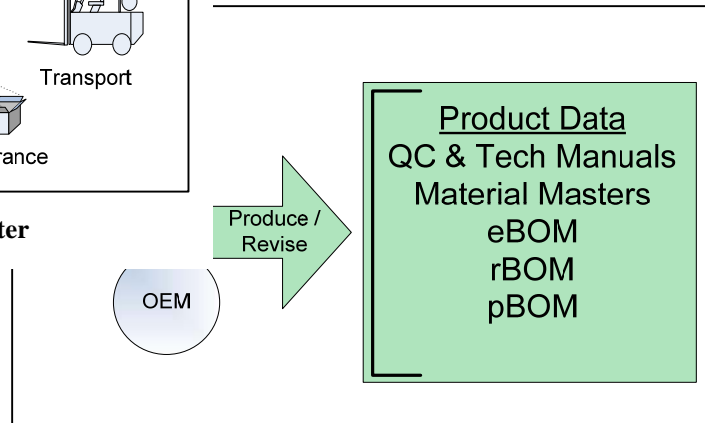 Transport
rance
ter
OEM
Produce /
Revise
Product Data
QC & Tech Manuals
Material Masters
eBOM
rBOM
pBOM